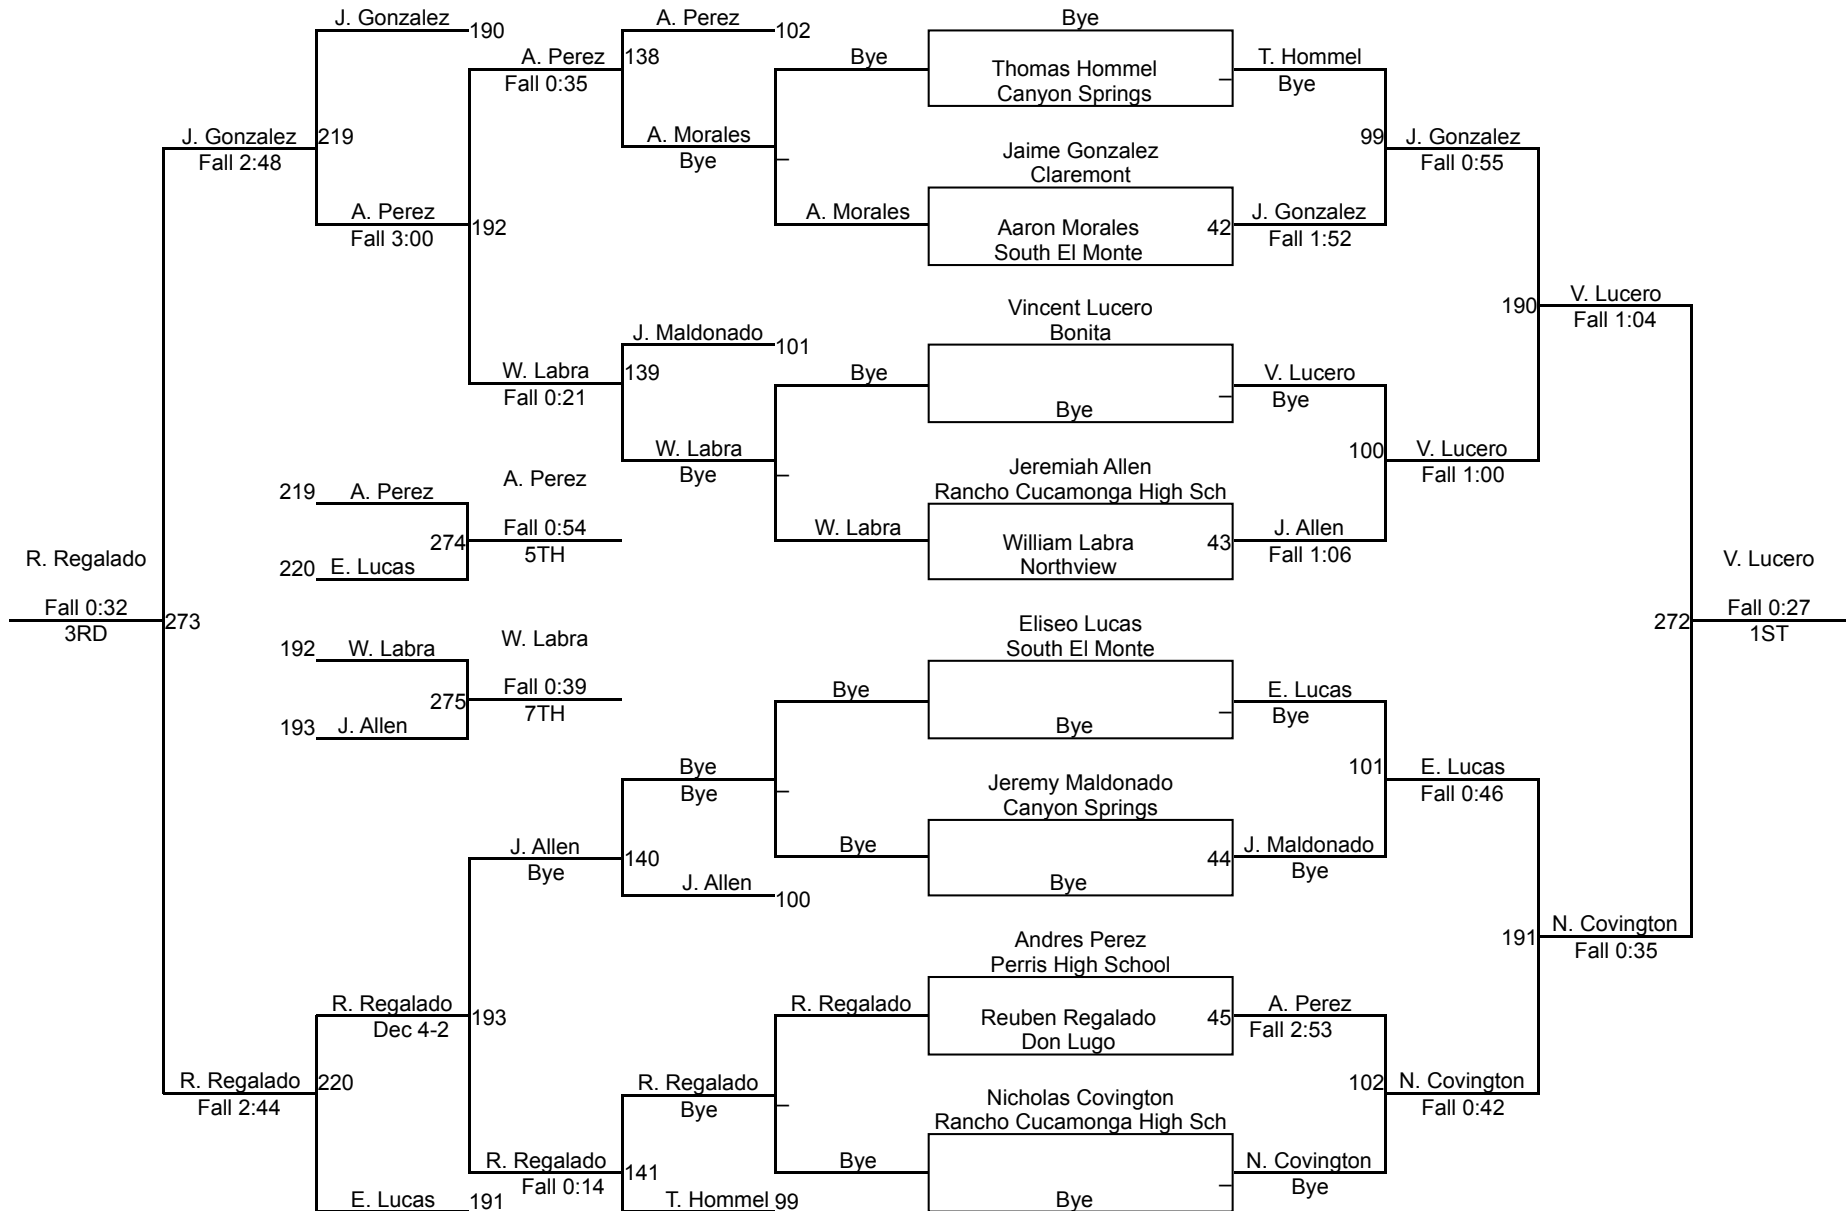 J. Gonzalez
190
A. Perez
Fall 0:35
A. Perez
102
138
Bye
Bye
Thomas Hommel
Canyon Springs
T. Hommel
Bye
J. Gonzalez
Fall 2:48
219
A. Morales
Bye
Jaime Gonzalez
Claremont
99
J. Gonzalez
Fall 0:55
A. Perez
Fall 3:00
192
A. Morales
Aaron Morales
South El Monte
42
J. Gonzalez
Fall 1:52
Vincent Lucero
Bonita
190
V. Lucero
Fall 1:04
J. Maldonado
101
W. Labra
Fall 0:21
139
Bye
Bye
V. Lucero
Bye
W. Labra
Bye
Jeremiah Allen
Rancho Cucamonga High Sch
100
V. Lucero
Fall 1:00
219
A. Perez
A. Perez
274
Fall 0:54
5TH
220
E. Lucas
W. Labra
William Labra
Northview
43
J. Allen
Fall 1:06
R. Regalado
Fall 0:32
3RD
273
V. Lucero
272
Fall 0:27
1ST
192
W. Labra
W. Labra
275
Fall 0:39
7TH
193
J. Allen
Eliseo Lucas
South El Monte
Bye
Bye
E. Lucas
Bye
Bye
Bye
Jeremy Maldonado
Canyon Springs
101
E. Lucas
Fall 0:46
J. Allen
Bye
140
J. Allen
100
Bye
Bye
44
J. Maldonado
Bye
Andres Perez
Perris High School
191
N. Covington
Fall 0:35
R. Regalado
Dec 4-2
193
R. Regalado
Reuben Regalado
Don Lugo
45
A. Perez
Fall 2:53
R. Regalado
Fall 2:44
220
R. Regalado
Bye
Nicholas Covington
Rancho Cucamonga High Sch
102
N. Covington
Fall 0:42
R. Regalado
Fall 0:14
141
Bye
Bye
N. Covington
Bye
E. Lucas
191
T. Hommel
99